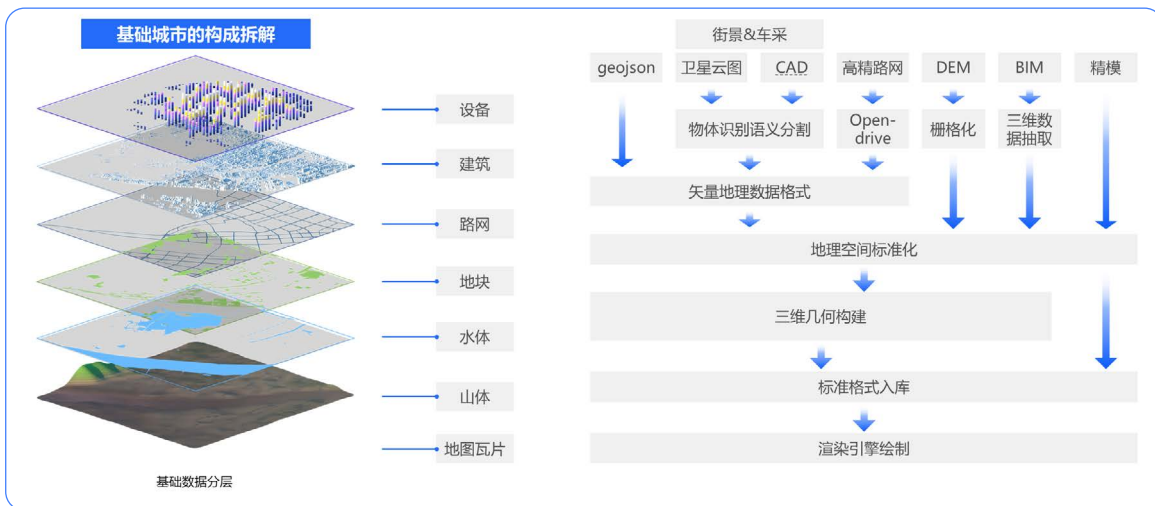 基础城市的构成拆解
设备
建筑
路网
地块
水体
山体
地图瓦片
基础数据分层
街景&车采
geojson
卫星云图
CAD
高精路网
DEM
BIM
精模
物体识别语义分割
Open-
drive
栅格化
三维数
据抽取
矢量地理数据格式
地理空间标准化
三维几何构建
标准格式入库
渲染引擎绘制